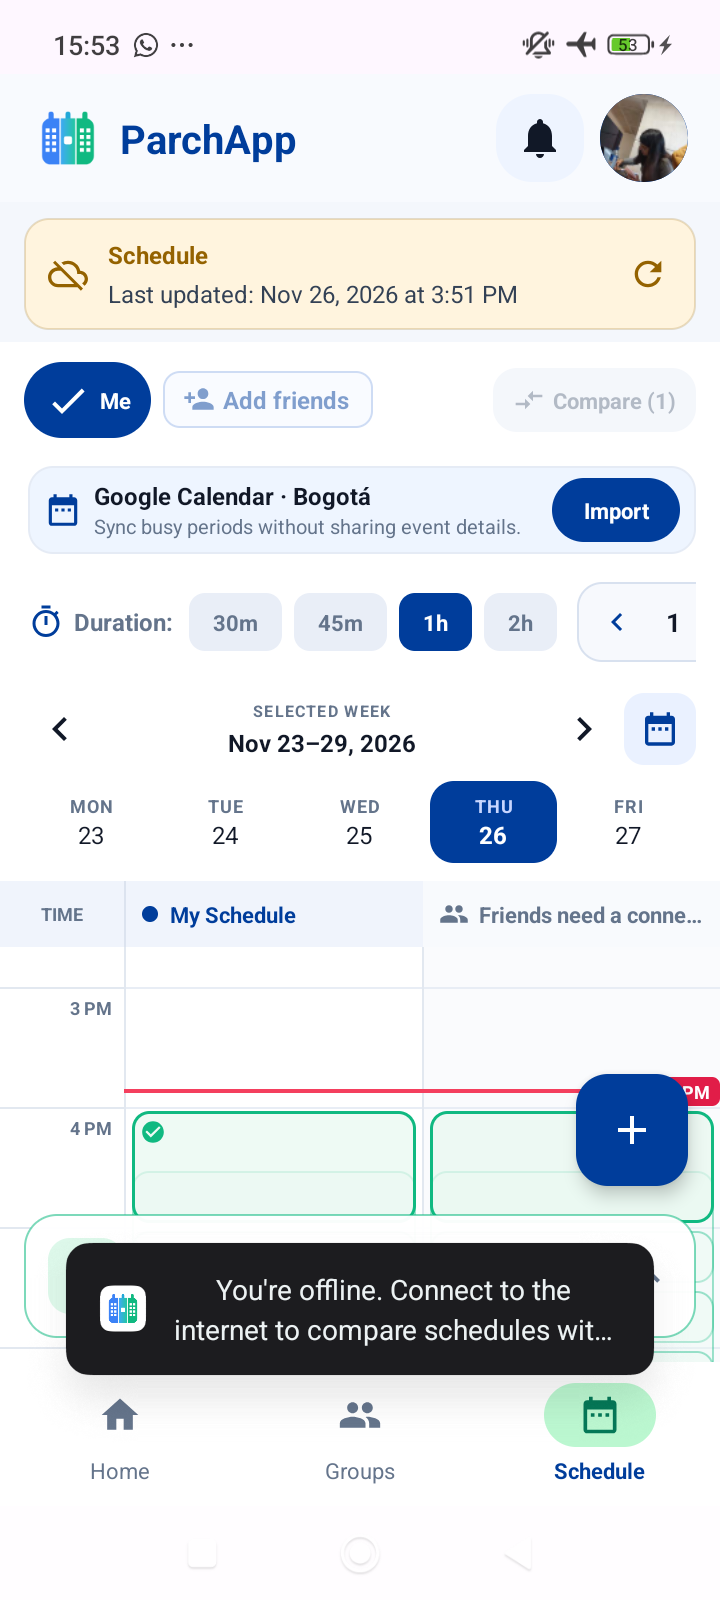 15:53
53
ParchApp
Schedule
Last updated: Nov 26, 2026 at 3:51 PM
Me
Add friends
Compare (1)
Google Calendar · Bogotá
Sync busy periods without sharing event details.
Import
Duration:
30m
45m
1h
2h
1
SELECTED WEEK
Nov 23–29, 2026
MON
TUE
WED
THU
FRI
23
24
25
26
27
TIME
My Schedule
Friends need a conne...
3 PM
PM
4 PM
You're offline. Connect to the
internet to compare schedules wit...
Home
Groups
Schedule